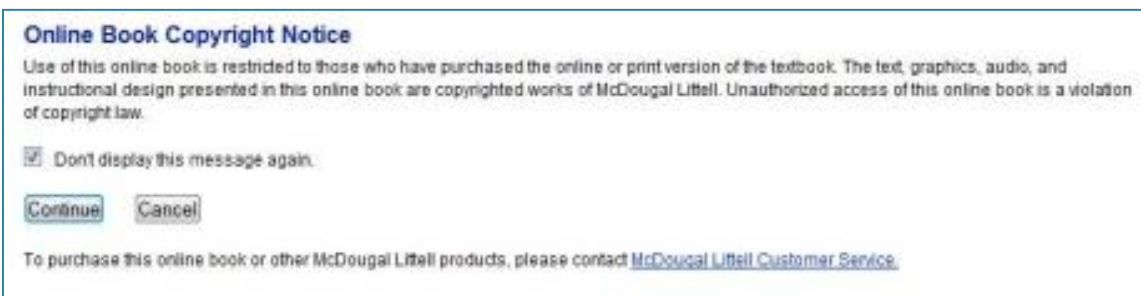 Online Book Copyright Notice
Use of this online book is restricted to those who have purchased the online or print version of the textbook. The text, graphics, audio, and
instructional design presented in this online book are copyrighted works of McDougal Littell. Unauthorized access of this online book is a violation
of copyright law.
Don't display this message again.
Continue Cancel
To purchase this online book or other McDougal Littell products, please contact McDougal Littell Customer Service.